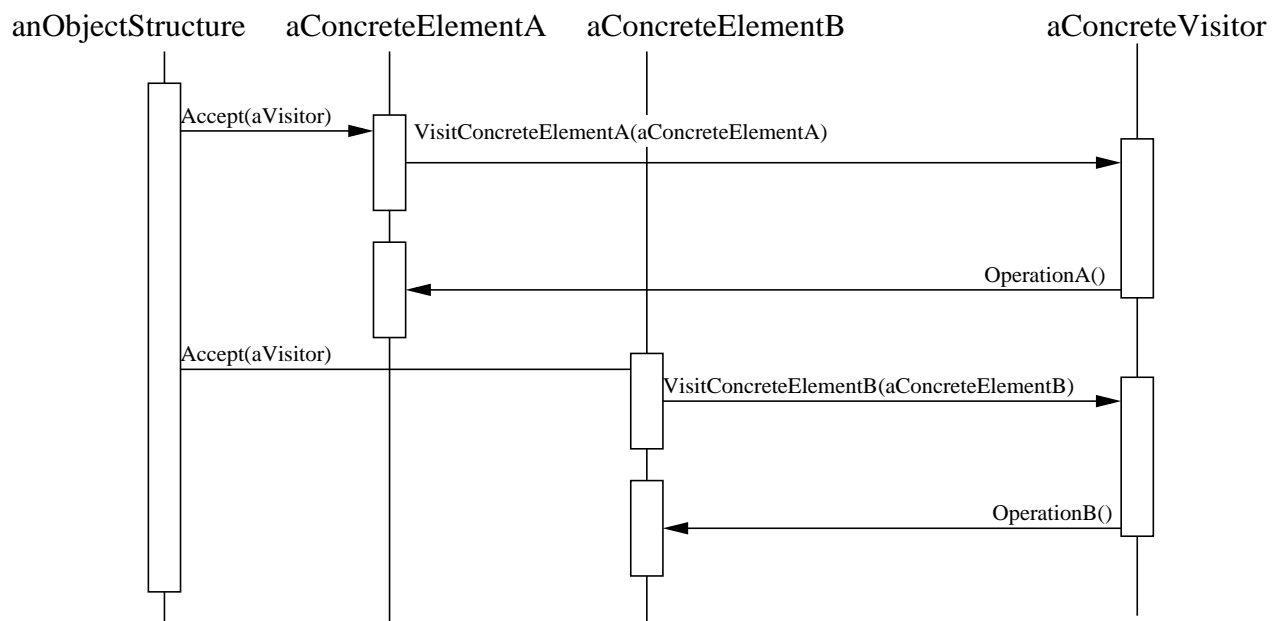 anObjectStructure aConcreteElementA aConcreteElementB aConcreteVisitor
Accept(aVisitor)
VisitConcreteElementA(aConcreteElementA)
OperationA()
Accept(aVisitor)
VisitConcreteElementB(aConcreteElementB)
OperationB()